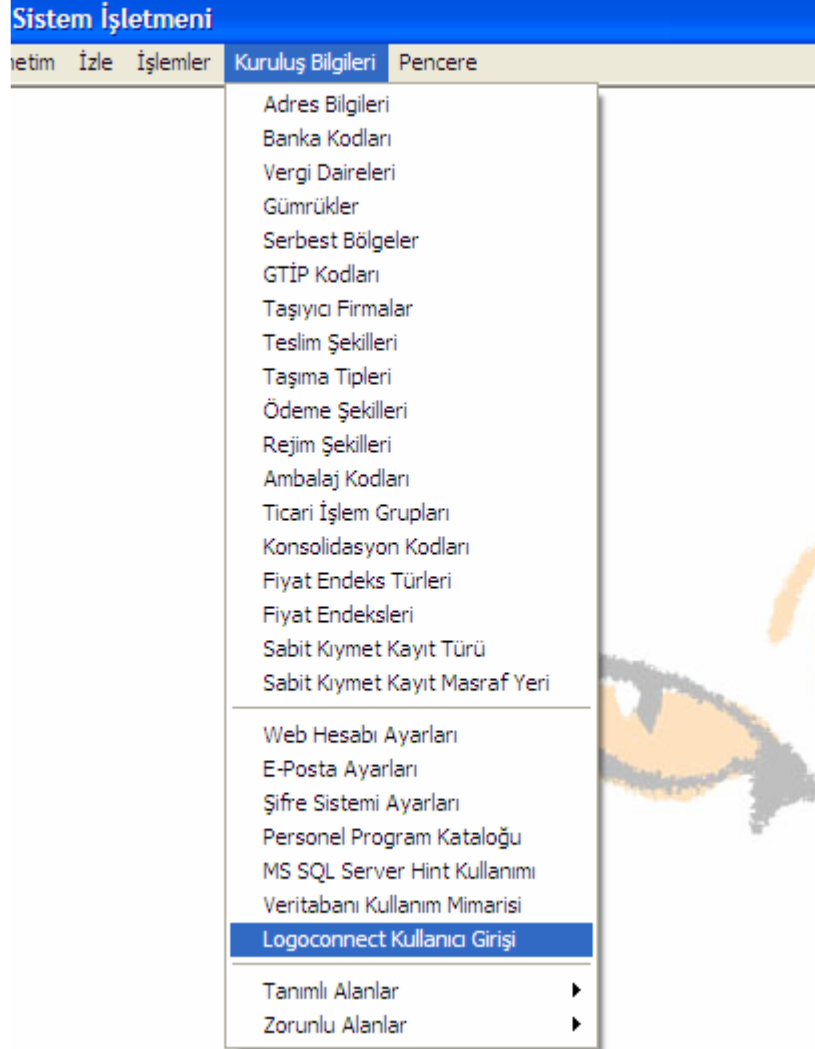 Sistem İşletmeni
netim İzle İşlemler Kuruluş Bilgileri Pencere
Adres Bilgileri
Banka Kodları
Vergi Daireleri
Gümrükler
Serbest Bölgeler
GTİP Kodları
Taşıyıcı Firmalar
Teslim Şekilleri
Taşıma Tipleri
Ödeme Şekilleri
Rejim Şekilleri
Ambalaj Kodları
Ticari İşlem Grupları
Konsolidasyon Kodları
Fiyat Endeks Türleri
Fiyat Endeksleri
Sabit Kıymet Kayıt Türü
Sabit Kıymet Kayıt Masraf Yeri
Web Hesabı Ayarları
E-Posta Ayarları
Şifre Sistemi Ayarları
Personel Program Kataloğu
MS SQL Server Hint Kullanımı
Veritabanı Kullanım Mimarisi
Logoconnect Kullanıcı Girişi
Tanımlı Alanlar
Zorunlu Alanlar